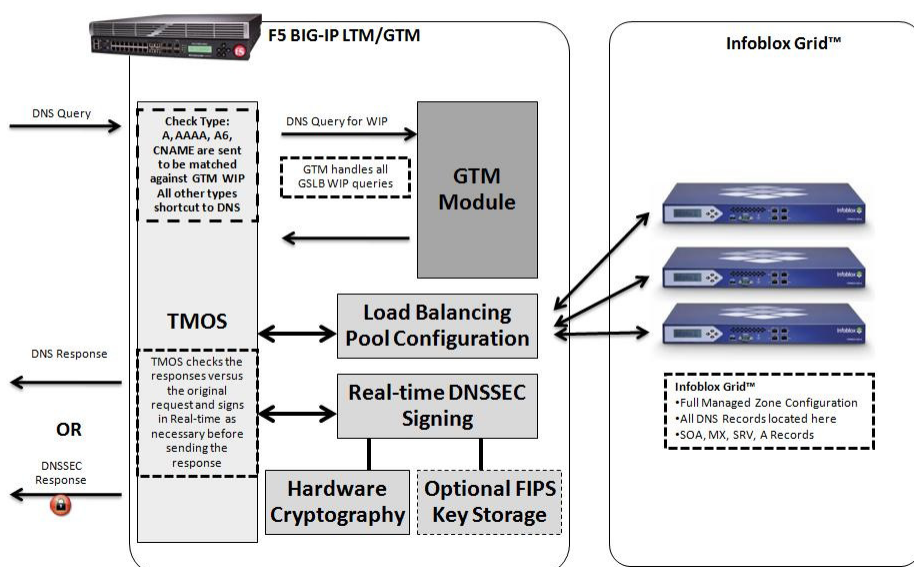 F5 BIG-IP LTM/GTM
Infoblox Grid™
DNS Query
Check Type:
A, AAAA, A6,
CNAME are sent
to be matched
against GTM WIP
All other types
shortcut to DNS
DNS Query for WIP
GTM handles all
GSLB WIP queries
GTM
Module
TMOS
Load Balancing
Pool Configuration
DNS Response
TMOS checks the
responses versus
the original
request and signs
in Real-time as
necessary before
sending the
response
Real-time DNSSEC
Signing
OR
DNSSEC
Response
Hardware
Cryptography
Optional FIPS
Key Storage
Infoblox
Infoblox
Infoblox
Infoblox Grid™
•Full Managed Zone Configuration
•All DNS Records located here
•SOA, MX, SRV, A Records
f5